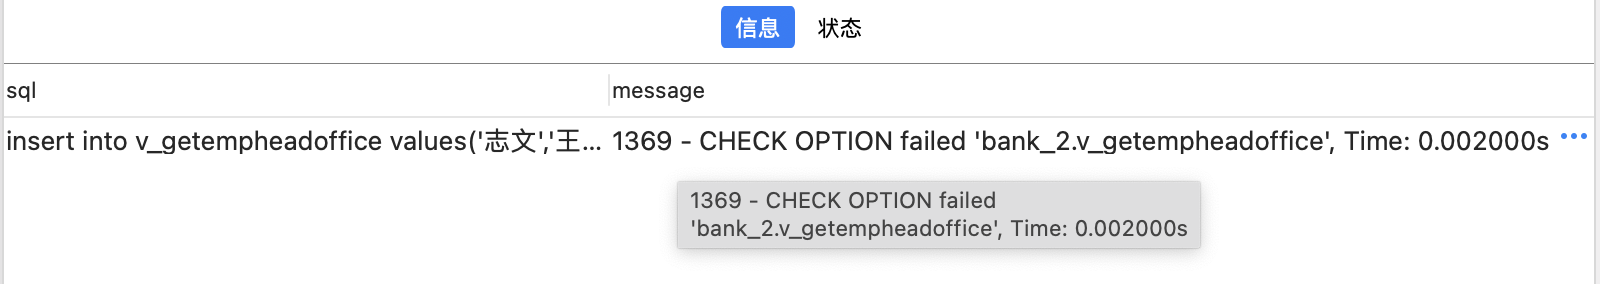 信息 状态
sql message
insert into v_getempheadoffice values('志文','王... 1369 - CHECK OPTION failed 'bank_2.v_getempheadoffice', Time: 0.002000s ...
1369 - CHECK OPTION failed
'bank_2.v_getempheadoffice', Time: 0.002000s